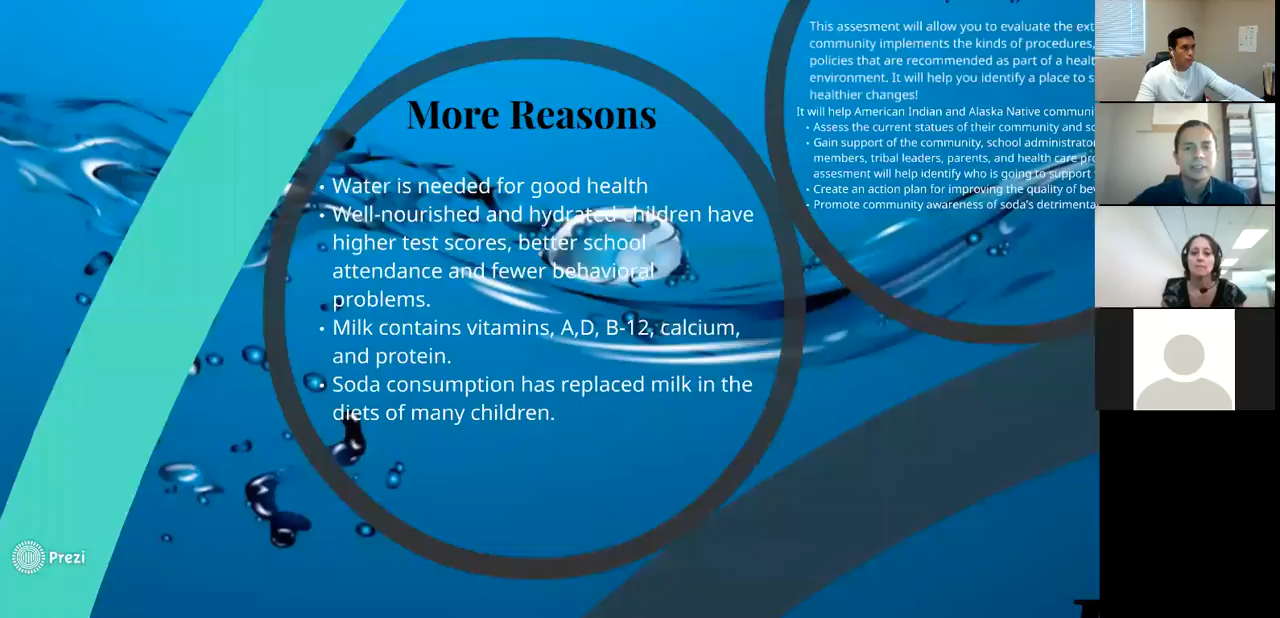 More Reasons
• Water is needed for good health
• Well-nourished and hydrated children have
higher test scores, better school
attendance and fewer behavioral
problems.
• Milk contains vitamins, A,D, B-12, calcium,
and protein.
• Soda consumption has replaced milk in the
diets of many children.
This assesment will allow you to evaluate the ext
community implements the kinds of procedures,
policies that are recommended as part of a healt
environment. It will help you identify a place to s
healthier changes!
It will help American Indian and Alaska Native communi
• Assess the current statues of their community and sc
• Gain support of the community, school administrator
members, tribal leaders, parents, and health care pro
assesment will help identify who is going to support
• Create an action plan for improving the quality of bev
• Promote community awareness of soda's detrimenta
Prezi